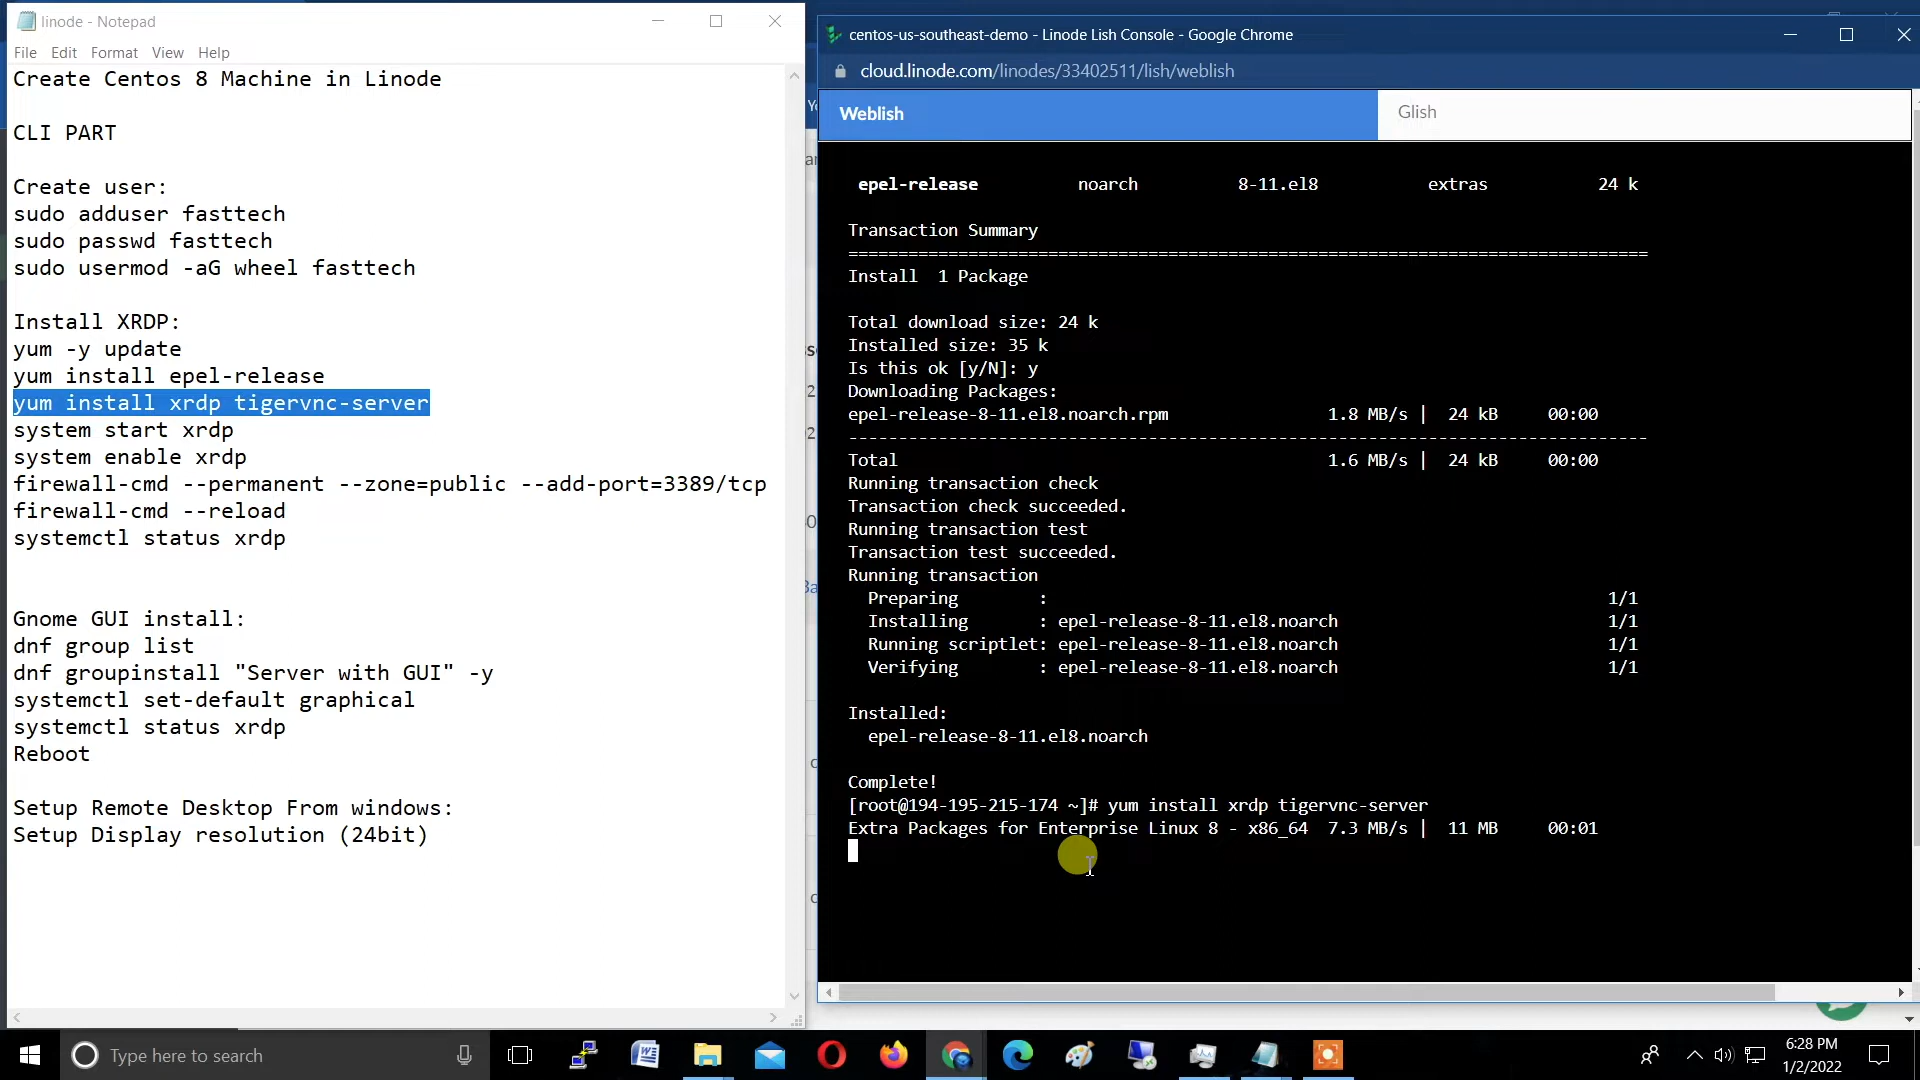 linode - Notepad
File Edit Format View Help
Create Centos 8 Machine in Linode
CLI PART
Create user:
sudo adduser fasttech
sudo passwd fasttech
sudo usermod -aG wheel fasttech
Install XRDP:
yum -y update
yum install epel-release
yum install xrdp tigervnc-server
system start xrdp
system enable xrdp
firewall-cmd --permanent --zone=public --add-port=3389/tcp
firewall-cmd --reload
systemctl status xrdp
Gnome GUI install:
dnf group list
dnf groupinstall "Server with GUI" -y
systemctl set-default graphical
systemctl status xrdp
Reboot
Setup Remote Desktop From windows:
Setup Display resolution (24bit)
centos-us-southeast-demo - Linode Lish Console - Google Chrome
cloud.linode.com/linodes/33402511/lish/weblish
Weblish Glish
epel-release noarch 8-11.el8 extras 24 k
Transaction Summary
================================================================================
Install 1 Package
Total download size: 24 k
Installed size: 35 k
Is this ok [y/N]: y
Downloading Packages:
epel-release-8-11.el8.noarch.rpm 1.8 MB/s | 24 kB 00:00
--------------------------------------------------------------------------------
Total 1.6 MB/s | 24 kB 00:00
Running transaction check
Transaction check succeeded.
Running transaction test
Transaction test succeeded.
Running transaction
Preparing : 1/1
Installing : epel-release-8-11.el8.noarch 1/1
Running scriptlet: epel-release-8-11.el8.noarch 1/1
Verifying : epel-release-8-11.el8.noarch 1/1
Installed:
epel-release-8-11.el8.noarch
Complete!
[root@194-195-215-174 ~]# yum install xrdp tigervnc-server
Extra Packages for Enterprise Linux 8 - x86_64 7.3 MB/s | 11 MB 00:01
Type here to search
6:28 PM
1/2/2022